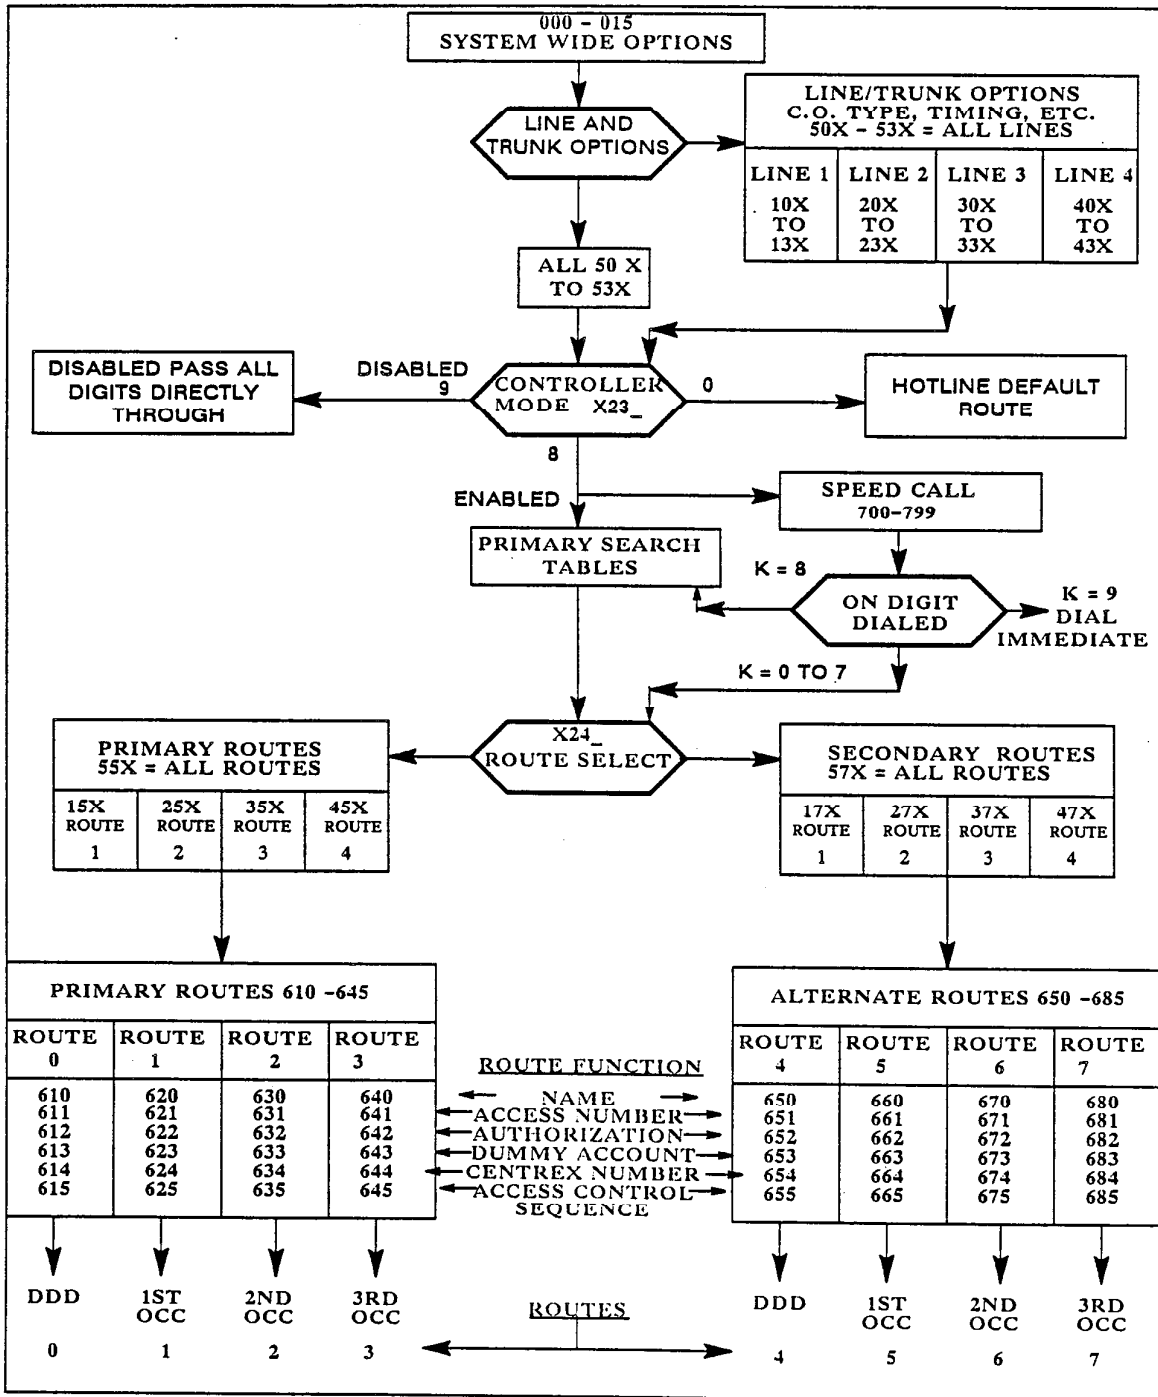 000 - 015
SYSTEM WIDE OPTIONS
LINE AND
TRUNK OPTIONS
LINE/TRUNK OPTIONS
C.O. TYPE, TIMING, ETC.
50X - 53X = ALL LINES
LINE 1 LINE 2 LINE 3 LINE 4
10X 20X 30X 40X
TO TO TO TO
13X 23X 33X 43X
ALL 50 X
TO 53X
DISABLED PASS ALL
DIGITS DIRECTLY
THROUGH
DISABLED
9
CONTROLLER
MODE X23_
0
HOTLINE DEFAULT
ROUTE
8
ENABLED
SPEED CALL
700-799
PRIMARY SEARCH
TABLES
K = 8
ON DIGIT
DIALED
K = 9
DIAL
IMMEDIATE
K = 0 TO 7
X24_
ROUTE SELECT
PRIMARY ROUTES
55X = ALL ROUTES
15X 25X 35X 45X
ROUTE ROUTE ROUTE ROUTE
1 2 3 4
SECONDARY ROUTES
57X = ALL ROUTES
17X 27X 37X 47X
ROUTE ROUTE ROUTE ROUTE
1 2 3 4
PRIMARY ROUTES 610 -645
ROUTE ROUTE ROUTE ROUTE
0 1 2 3
610 620 630 640
611 621 631 641
612 622 632 642
613 623 633 643
614 624 634 644
615 625 635 645
ROUTE FUNCTION
NAME
ACCESS NUMBER
AUTHORIZATION
DUMMY ACCOUNT
CENTREX NUMBER
ACCESS CONTROL
SEQUENCE
ALTERNATE ROUTES 650 -685
ROUTE ROUTE ROUTE ROUTE
4 5 6 7
650 660 670 680
651 661 671 681
652 662 672 682
653 663 673 683
654 664 674 684
655 665 675 685
DDD 1ST 2ND 3RD
OCC OCC OCC
0 1 2 3
ROUTES
DDD 1ST 2ND 3RD
OCC OCC OCC
4 5 6 7